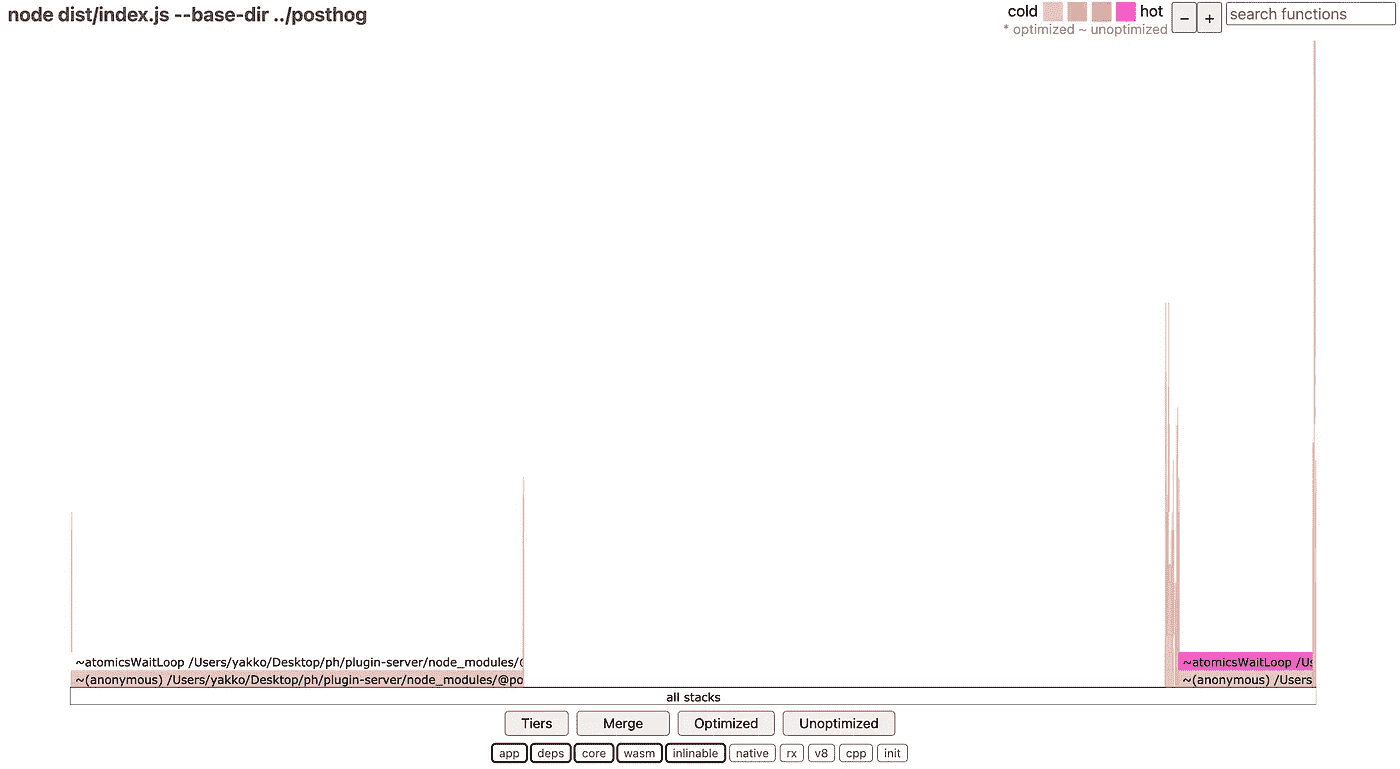 node dist/index.js --base-dir ../posthog
cold hot − + search functions
* optimized ~ unoptimized
~atomicsWaitLoop /Users/yakko/Desktop/ph/plugin-server/node_modules/(
~atomicsWaitLoop /Us
~(anonymous) /Users/yakko/Desktop/ph/plugin-server/node_modules/@po
~(anonymous) /Users
all stacks
Tiers Merge Optimized Unoptimized
app deps core wasm inlinable native rx v8 cpp init